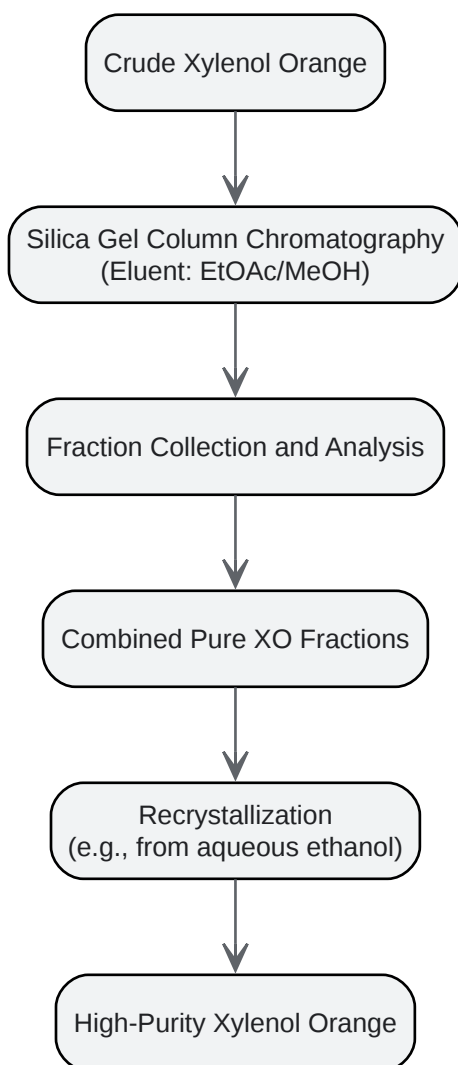 Crude Xylenol Orange
Silica Gel Column Chromatography
(Eluent: EtOAc/MeOH)
Fraction Collection and Analysis
Combined Pure XO Fractions
Recrystallization
(e.g., from aqueous ethanol)
High-Purity Xylenol Orange